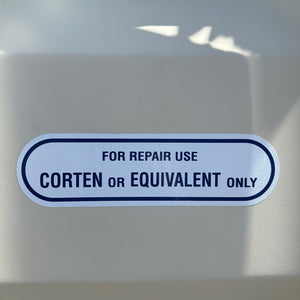 FOR REPAIR USE
CORTEN OR EQUIVALENT ONLY